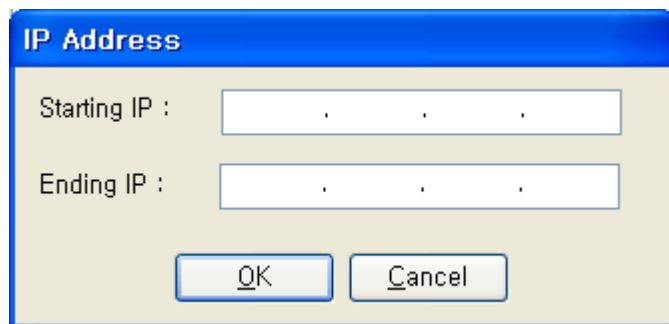 IP Address
Starting IP : . . .
Ending IP : . . .
OK Cancel